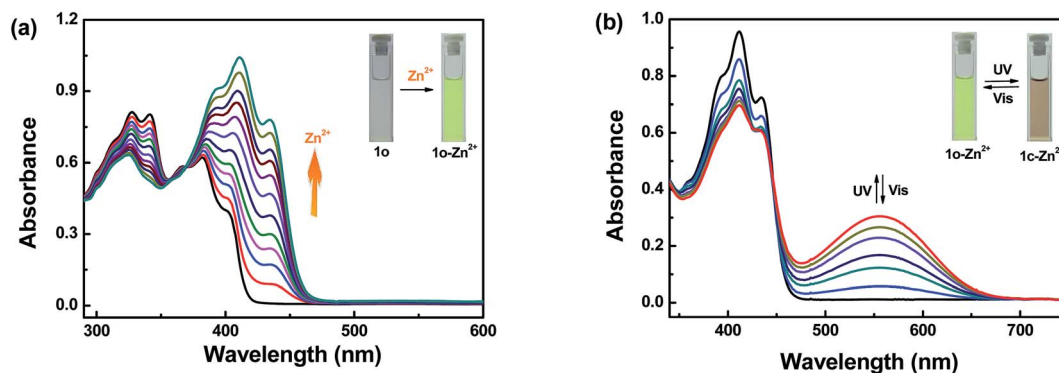 (a)
Absorbance
1.2
0.9
0.6
0.3
0.0
300
400
500
600
Wavelength (nm)
Zn2+
1o
1o-Zn2+
Zn2+
(b)
Absorbance
1.0
0.8
0.6
0.4
0.2
0.0
400
500
600
700
Wavelength (nm)
UV
Vis
1o-Zn2+
1c-Zn2
UV Vis